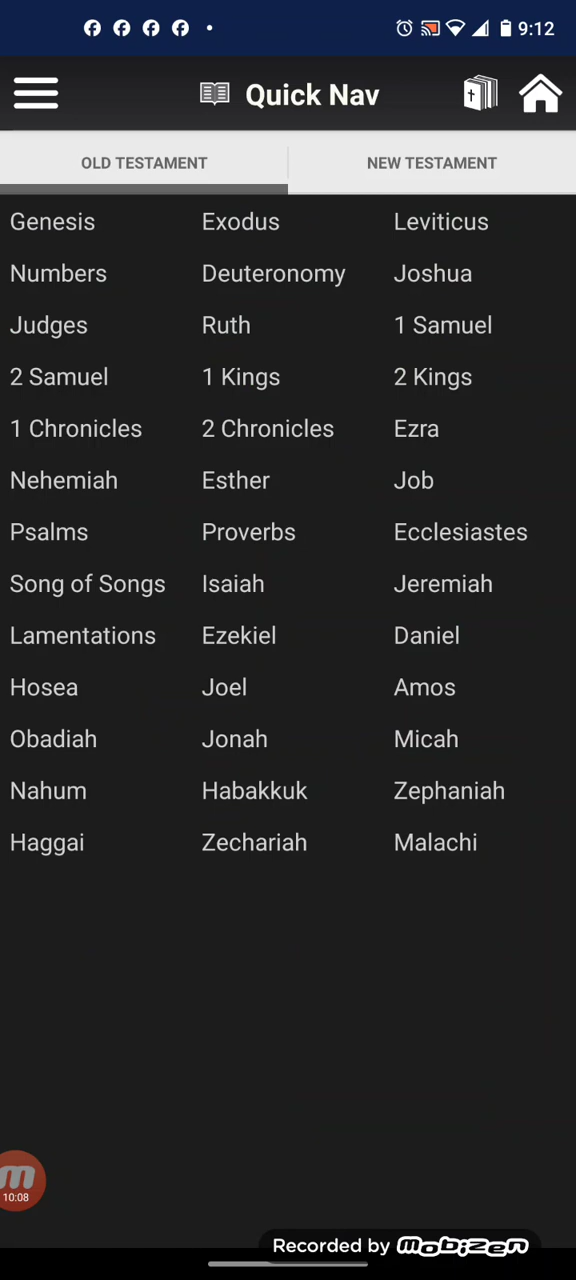 9:12
Quick Nav
OLD TESTAMENT NEW TESTAMENT
Genesis Exodus Leviticus
Numbers Deuteronomy Joshua
Judges Ruth 1 Samuel
2 Samuel 1 Kings 2 Kings
1 Chronicles 2 Chronicles Ezra
Nehemiah Esther Job
Psalms Proverbs Ecclesiastes
Song of Songs Isaiah Jeremiah
Lamentations Ezekiel Daniel
Hosea Joel Amos
Obadiah Jonah Micah
Nahum Habakkuk Zephaniah
Haggai Zechariah Malachi
m
10:08
Recorded by mobizen